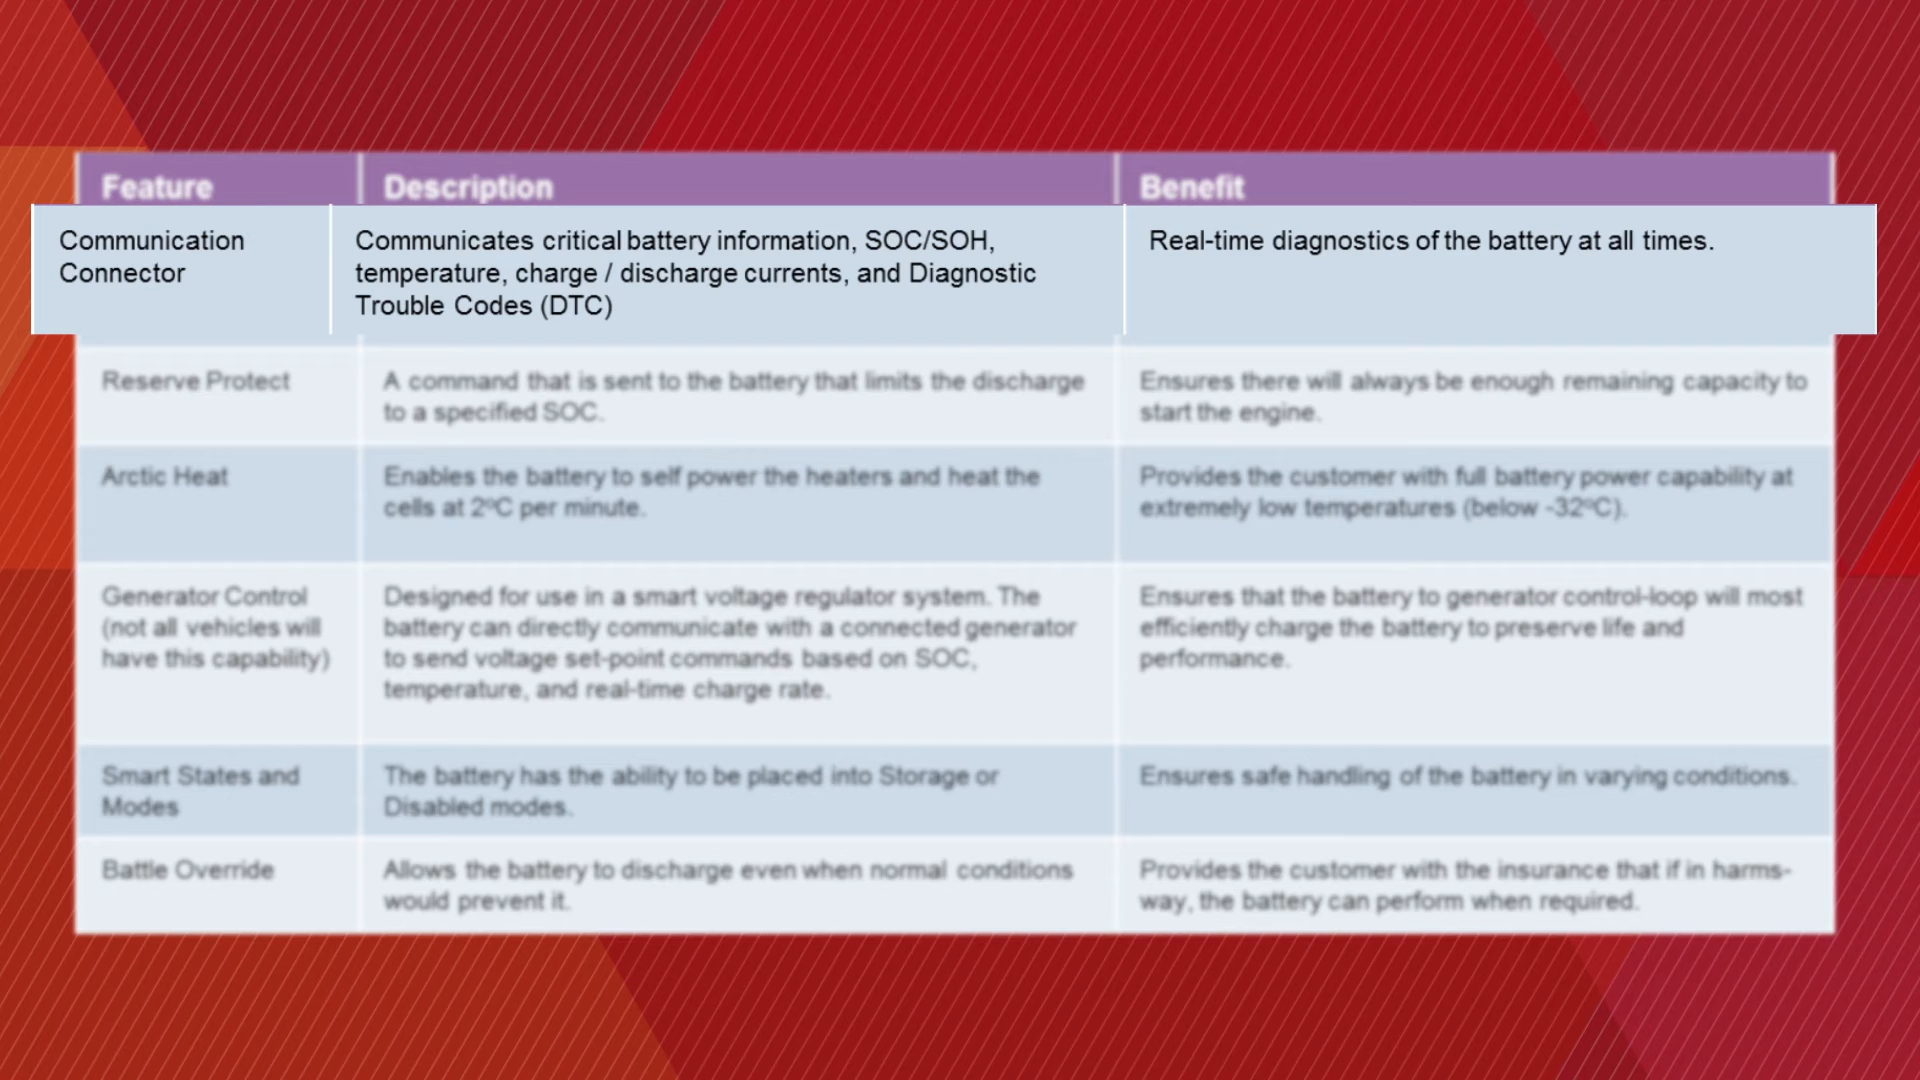 Feature Description Benefit
Communication
Connector
Communicates critical battery information, SOC/SOH,
temperature, charge / discharge currents, and Diagnostic
Trouble Codes (DTC)
Real-time diagnostics of the battery at all times.
Reserve Protect
A command that is sent to the battery that limits the discharge
to a specified SOC.
Ensures there will always be enough remaining capacity to
start the engine.
Arctic Heat
Enables the battery to self power the heaters and heat the
cells at 2ºC per minute.
Provides the customer with full battery power capability at
extremely low temperatures (below -32ºC).
Generator Control
(not all vehicles will
have this capability)
Designed for use in a smart voltage regulator system. The
battery can directly communicate with a connected generator
to send voltage set-point commands based on SOC,
temperature, and real-time charge rate.
Ensures that the battery to generator control-loop will most
efficiently charge the battery to preserve life and
performance.
Smart States and
Modes
The battery has the ability to be placed into Storage or
Disabled modes.
Ensures safe handling of the battery in varying conditions.
Battle Override
Allows the battery to discharge even when normal conditions
would prevent it.
Provides the customer with the insurance that if in harms-
way, the battery can perform when required.